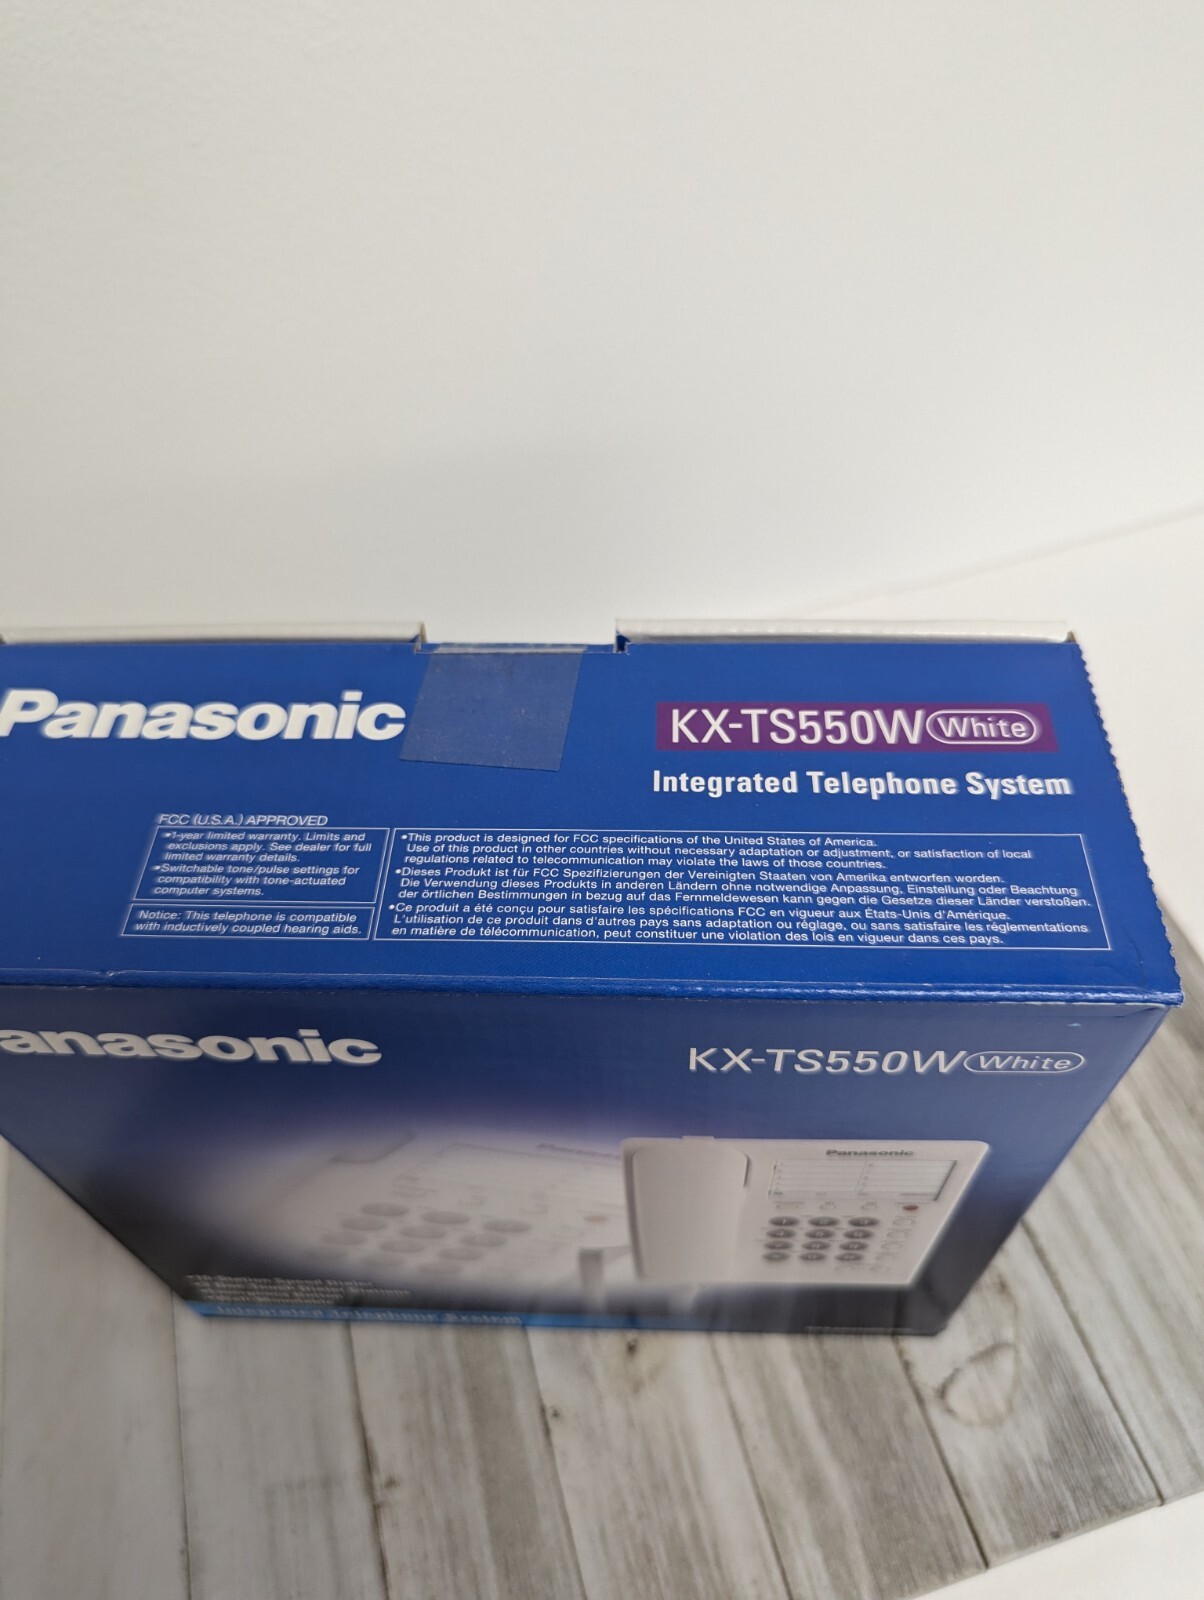 Panasonic
KX-TS550W White
Integrated Telephone System
FCC (U.S.A.) APPROVED
•1-year limited warranty. Limits and
exclusions apply. See dealer for full
limited warranty details.
•Switchable tone/pulse settings for
compatibility with tone-actuated
computer systems.
Notice: This telephone is compatible
with inductively coupled hearing aids.
•This product is designed for FCC specifications of the United States of America.
Use of this product in other countries without necessary adaptation or adjustment, or satisfaction of local
regulations related to telecommunication may violate the laws of those countries.
•Dieses Produkt ist für FCC Spezifizierungen der Vereinigten Staaten von Amerika entworfen worden.
Die Verwendung dieses Produkts in anderen Ländern ohne notwendige Anpassung, Einstellung oder Beachtung
der örtlichen Bestimmungen in bezug auf das Fernmeldewesen kann gegen die Gesetze dieser Länder verstoßen.
•Ce produit a été conçu pour satisfaire les spécifications FCC en vigueur aux États-Unis d'Amérique.
L'utilisation de ce produit dans d'autres pays sans adaptation ou réglage, ou sans satisfaire les réglementations
en matière de télécommunication, peut constituer une violation des lois en vigueur dans ces pays.
anasonic
KX-TS550W White
Panasonic
Integrated Telephone System